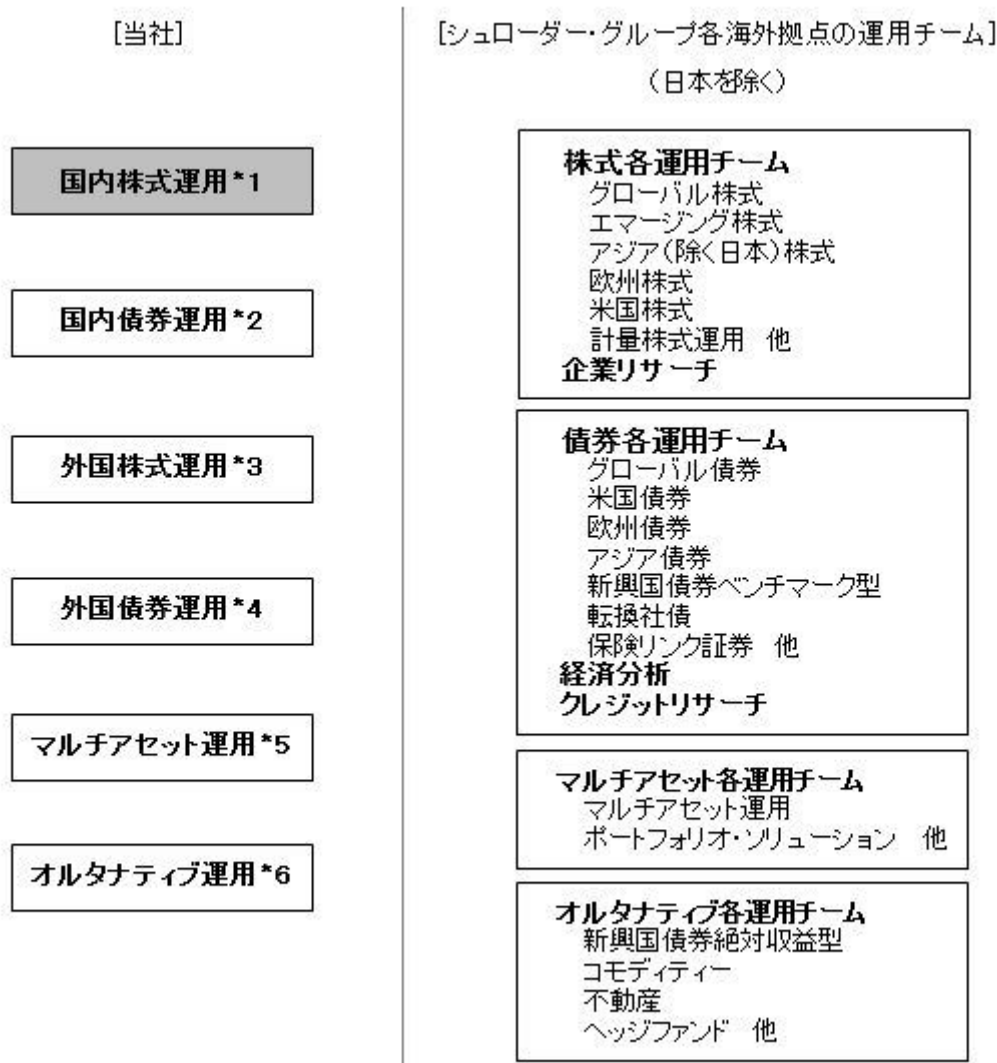 [当社]
国内株式運用*1
国内債券運用*2
外国株式運用*3
外国債券運用*4
マルチアセット運用*5
オルタナティブ運用*6
[シュローダー・グループ各海外拠点の運用チーム]
(日本を除く)
株式各運用チーム
グローバル株式
エマージング株式
アジア(除く日本)株式
欧州株式
米国株式
計量株式運用 他
企業リサーチ
債券各運用チーム
グローバル債券
米国債券
欧州債券
アジア債券
新興国債券ベンチマーク型
転換社債
保険リンク証券 他
経済分析
クレジットリサーチ
マルチアセット各運用チーム
マルチアセット運用
ポートフォリオ・ソリューション 他
オルタナティブ各運用チーム
新興国債券絶対収益型
コモディティー
不動産
ヘッジファンド 他